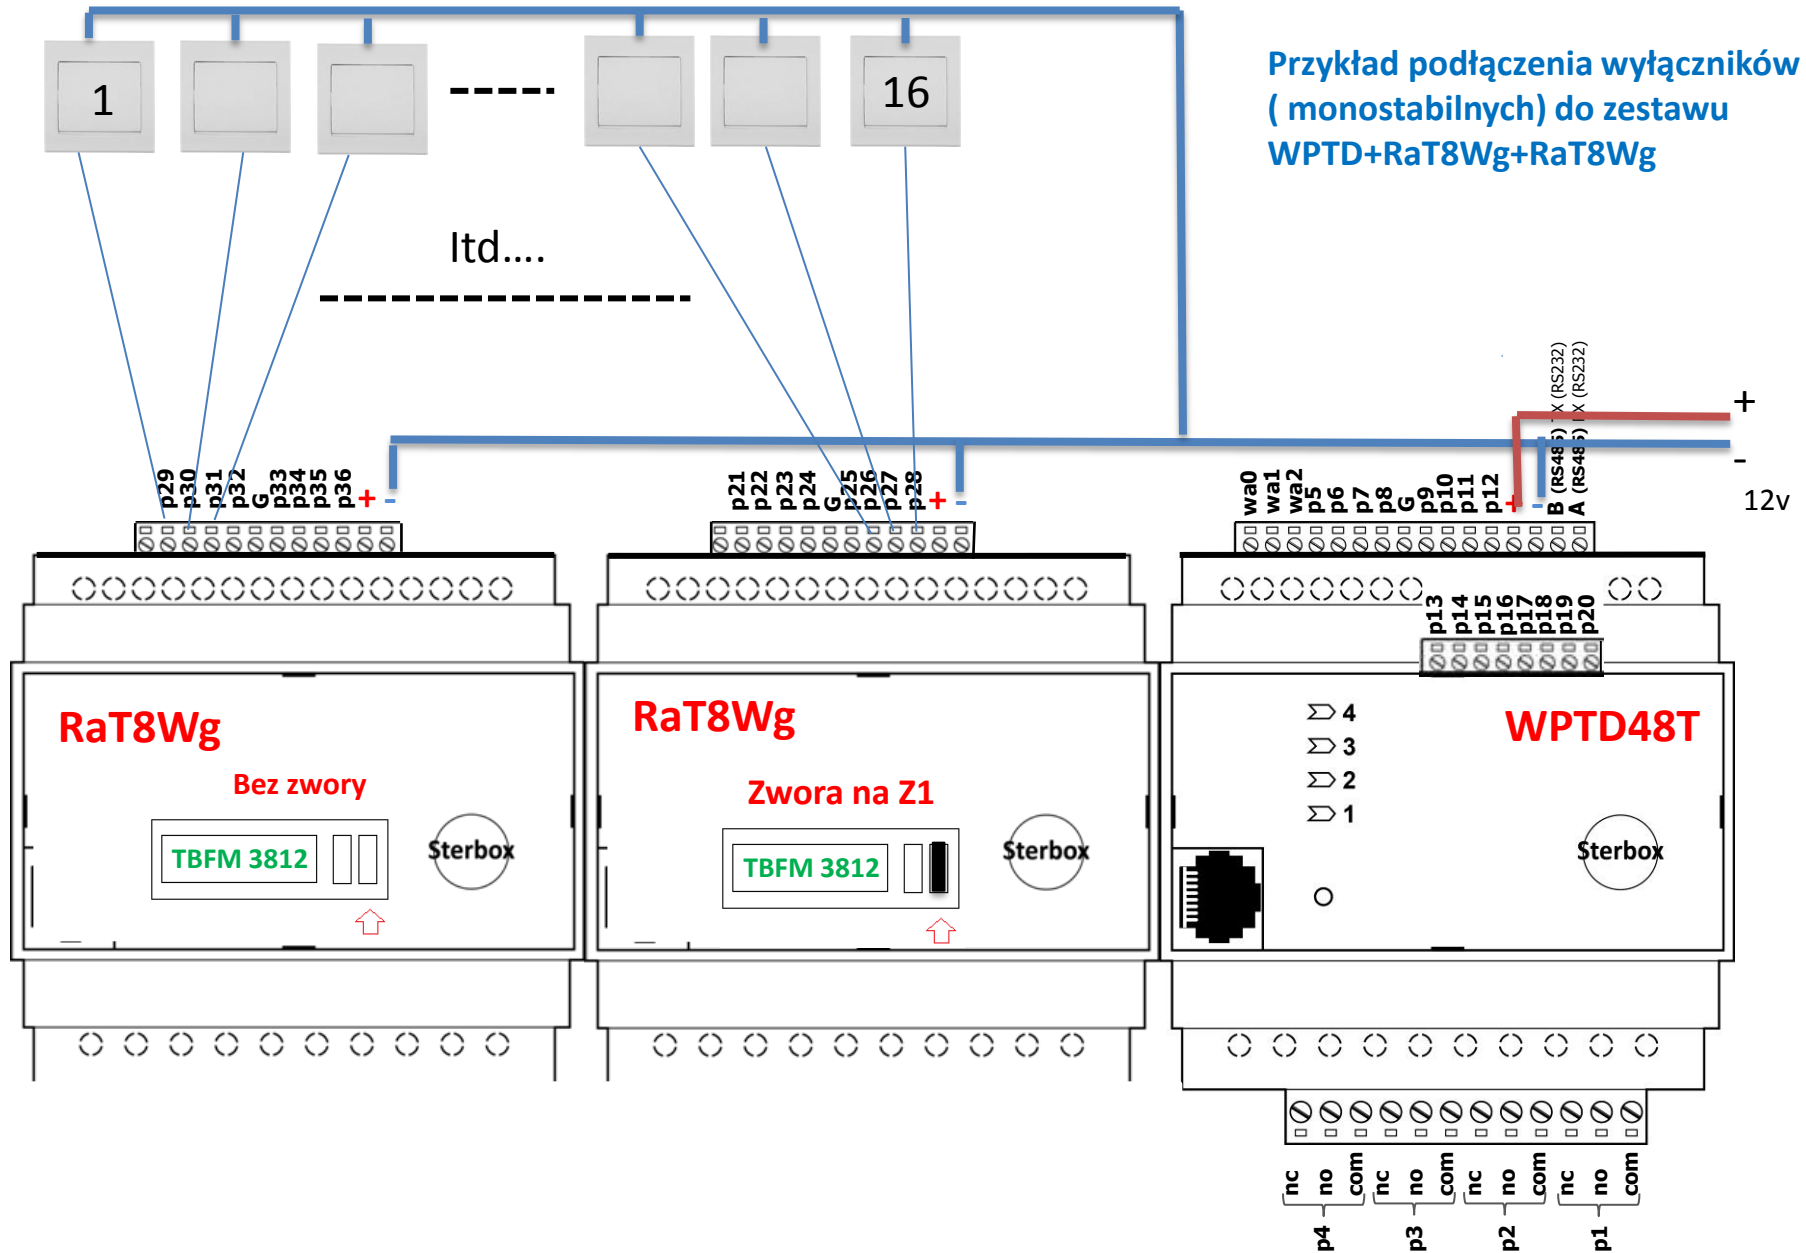 1
16
Przykład podłączenia wyłączników
( monostabilnych) do zestawu
WPTD+RaT8Wg+RaT8Wg
Itd....
+
-
12v
p29
p30
p31
p32
G
p33
p34
p35
p36
+
-
p21
p22
p23
p24
G
p25
p26
p27
p28
+
-
wa0
wa1
wa2
p5
p6
p7
p8
G
p9
p10
p11
p12
+
-
B (RS485) X (RS232)
A (RS485) X (RS232)
p13
p14
p15
p16
p17
p18
p19
p20
RaT8Wg
Bez zwory
TBFM 3812
Sterbox
RaT8Wg
Zwora na Z1
TBFM 3812
Sterbox
WPTD48T
4
3
2
1
Sterbox
nc
no
com
nc
no
com
nc
no
com
nc
no
com
p4
p3
p2
p1